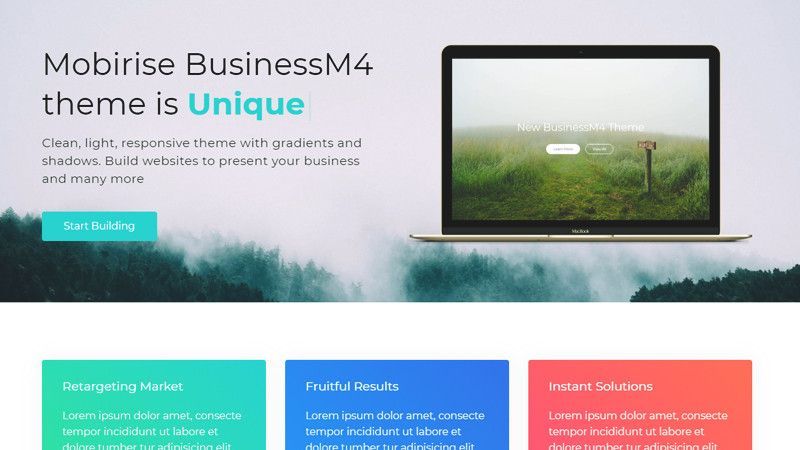 Mobirise BusinessM4
theme is Unique
Clean, light, responsive theme with gradients and
shadows. Build websites to present your business
and many more
Start Building
New BusinessM4 Theme
Learn More
View All
MacBook
Retargeting Market
Lorem ipsum dolor amet, consecte
tempor incididunt ut labore et
dolore tumber tur adipisicing elit
Fruitful Results
Lorem ipsum dolor amet, consecte
tempor incididunt ut labore et
dolore tumber tur adipisicing elit
Instant Solutions
Lorem ipsum dolor amet, consecte
tempor incididunt ut labore et
dolore tumber tur adipisicing elit